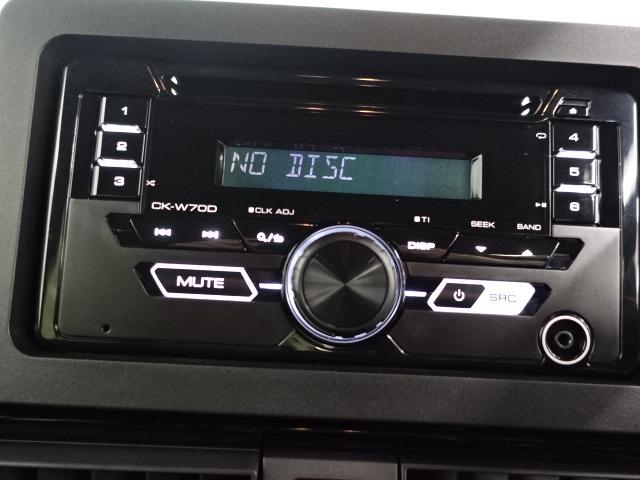 1
2
3
NO DISC
4
5
6
CK-W70D
CLK ADJ
TI
SEEK
BAND
DISP
MUTE
SRC